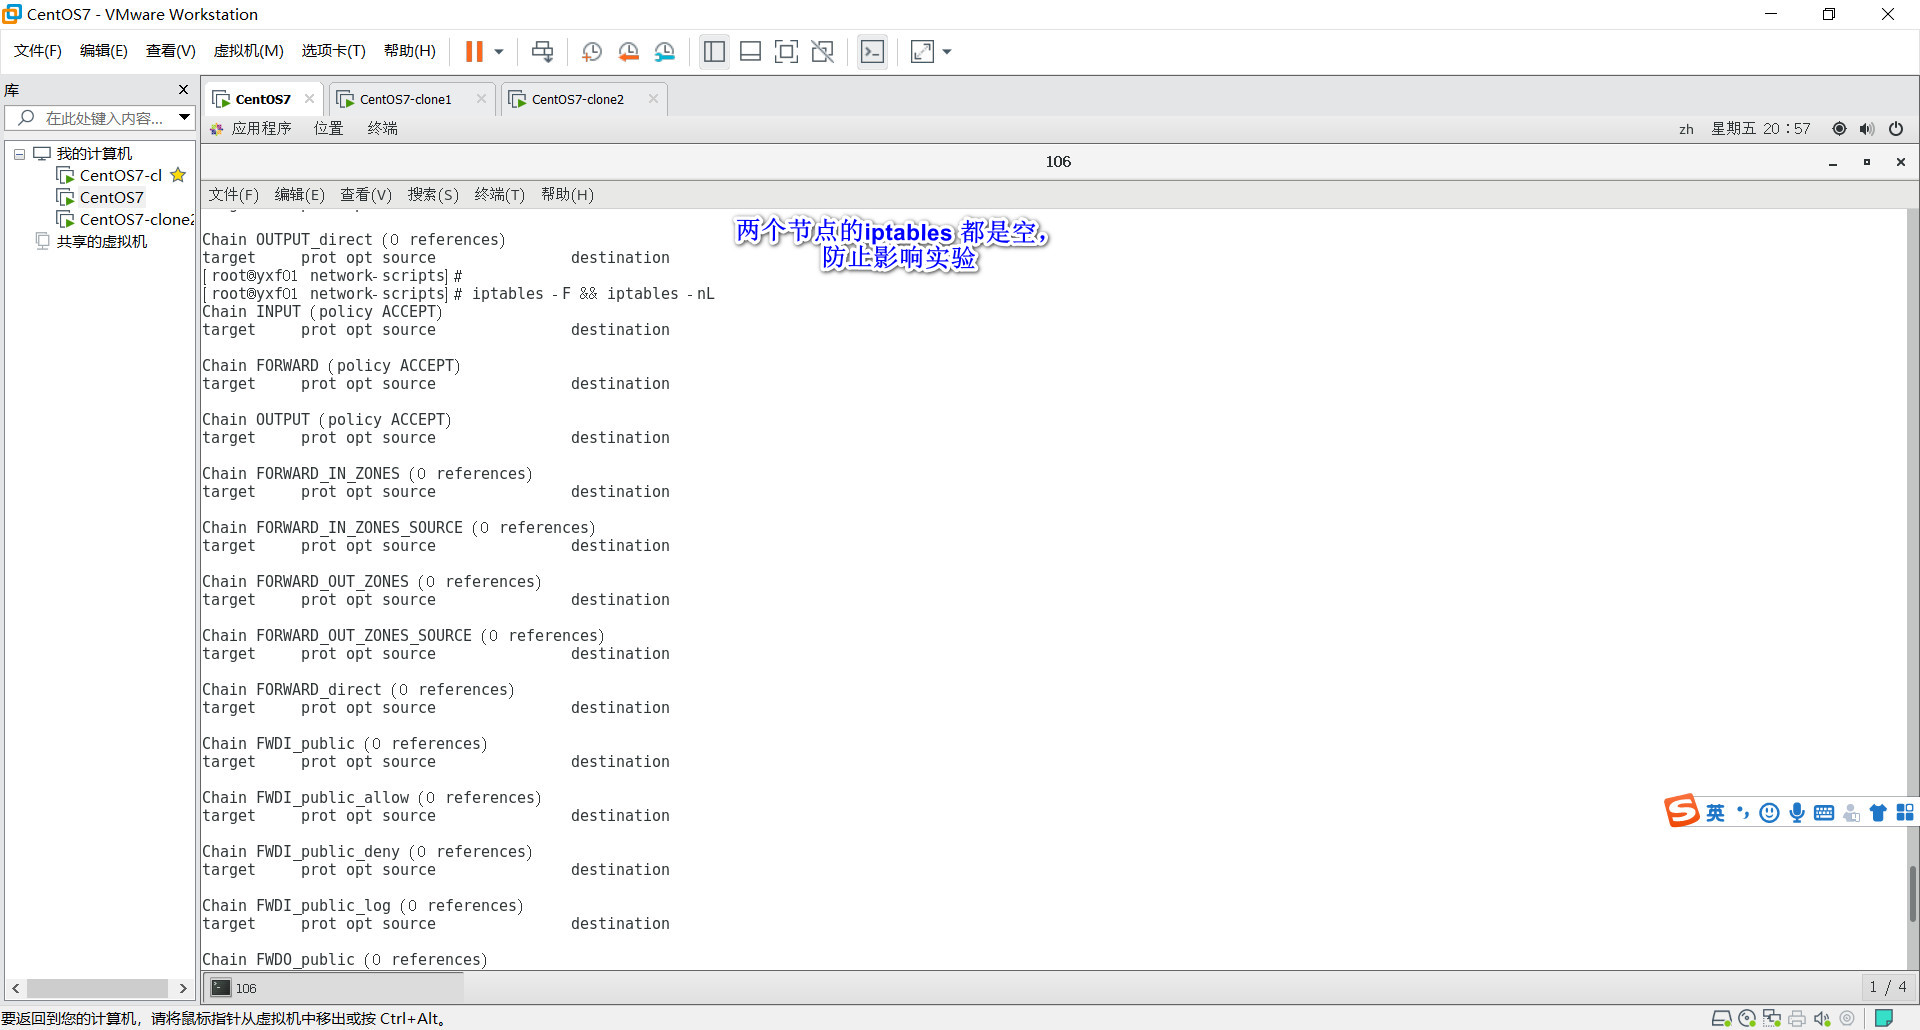 CentOS7 - VMware Workstation
文件(F) 编辑(E) 查看(V) 虚拟机(M) 选项卡(T) 帮助(H)
库
在此处键入内容...
我的计算机
CentOS7-cl
CentOS7
CentOS7-clone2
共享的虚拟机
CentOS7 CentOS7-clone1 CentOS7-clone2
应用程序 位置 终端 zh 星期五 20：57
106
文件(F) 编辑(E) 查看(V) 搜索(S) 终端(T) 帮助(H)
两个节点的iptables 都是空，
防止影响实验
Chain OUTPUT_direct (0 references)
target prot opt source destination
[root@yxf01 network-scripts]#
[root@yxf01 network-scripts]# iptables -F && iptables -nL
Chain INPUT (policy ACCEPT)
target prot opt source destination
Chain FORWARD (policy ACCEPT)
target prot opt source destination
Chain OUTPUT (policy ACCEPT)
target prot opt source destination
Chain FORWARD_IN_ZONES (0 references)
target prot opt source destination
Chain FORWARD_IN_ZONES_SOURCE (0 references)
target prot opt source destination
Chain FORWARD_OUT_ZONES (0 references)
target prot opt source destination
Chain FORWARD_OUT_ZONES_SOURCE (0 references)
target prot opt source destination
Chain FORWARD_direct (0 references)
target prot opt source destination
Chain FWDI_public (0 references)
target prot opt source destination
Chain FWDI_public_allow (0 references)
target prot opt source destination
Chain FWDI_public_deny (0 references)
target prot opt source destination
Chain FWDI_public_log (0 references)
target prot opt source destination
Chain FWDO_public (0 references)
英
106
1 / 4
要返回到您的计算机，请将鼠标指针从虚拟机中移出或按 Ctrl+Alt。